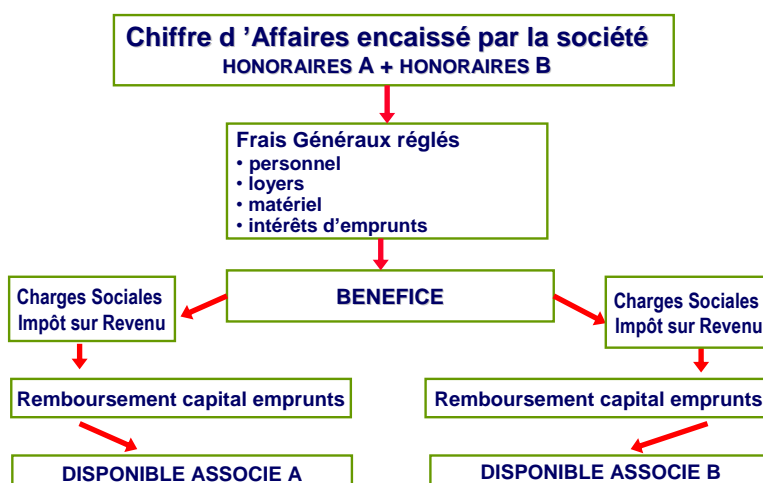 Chiffre d 'Affaires encaissé par la société
HONORAIRES A + HONORAIRES B
Frais Généraux réglés
• personnel
• loyers
• matériel
• intérêts d'emprunts
BENEFICE
Charges Sociales
Impôt sur Revenu
Charges Sociales
Impôt sur Revenu
Remboursement capital emprunts
Remboursement capital emprunts
DISPONIBLE ASSOCIE A
DISPONIBLE ASSOCIE B